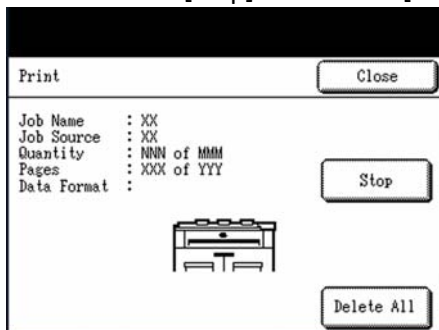 Print
Close
Job Name : XX
Job Source : XX
Quantity : NNN of MMM
Pages : XXX of YYY
Data Format :
Stop
Delete All